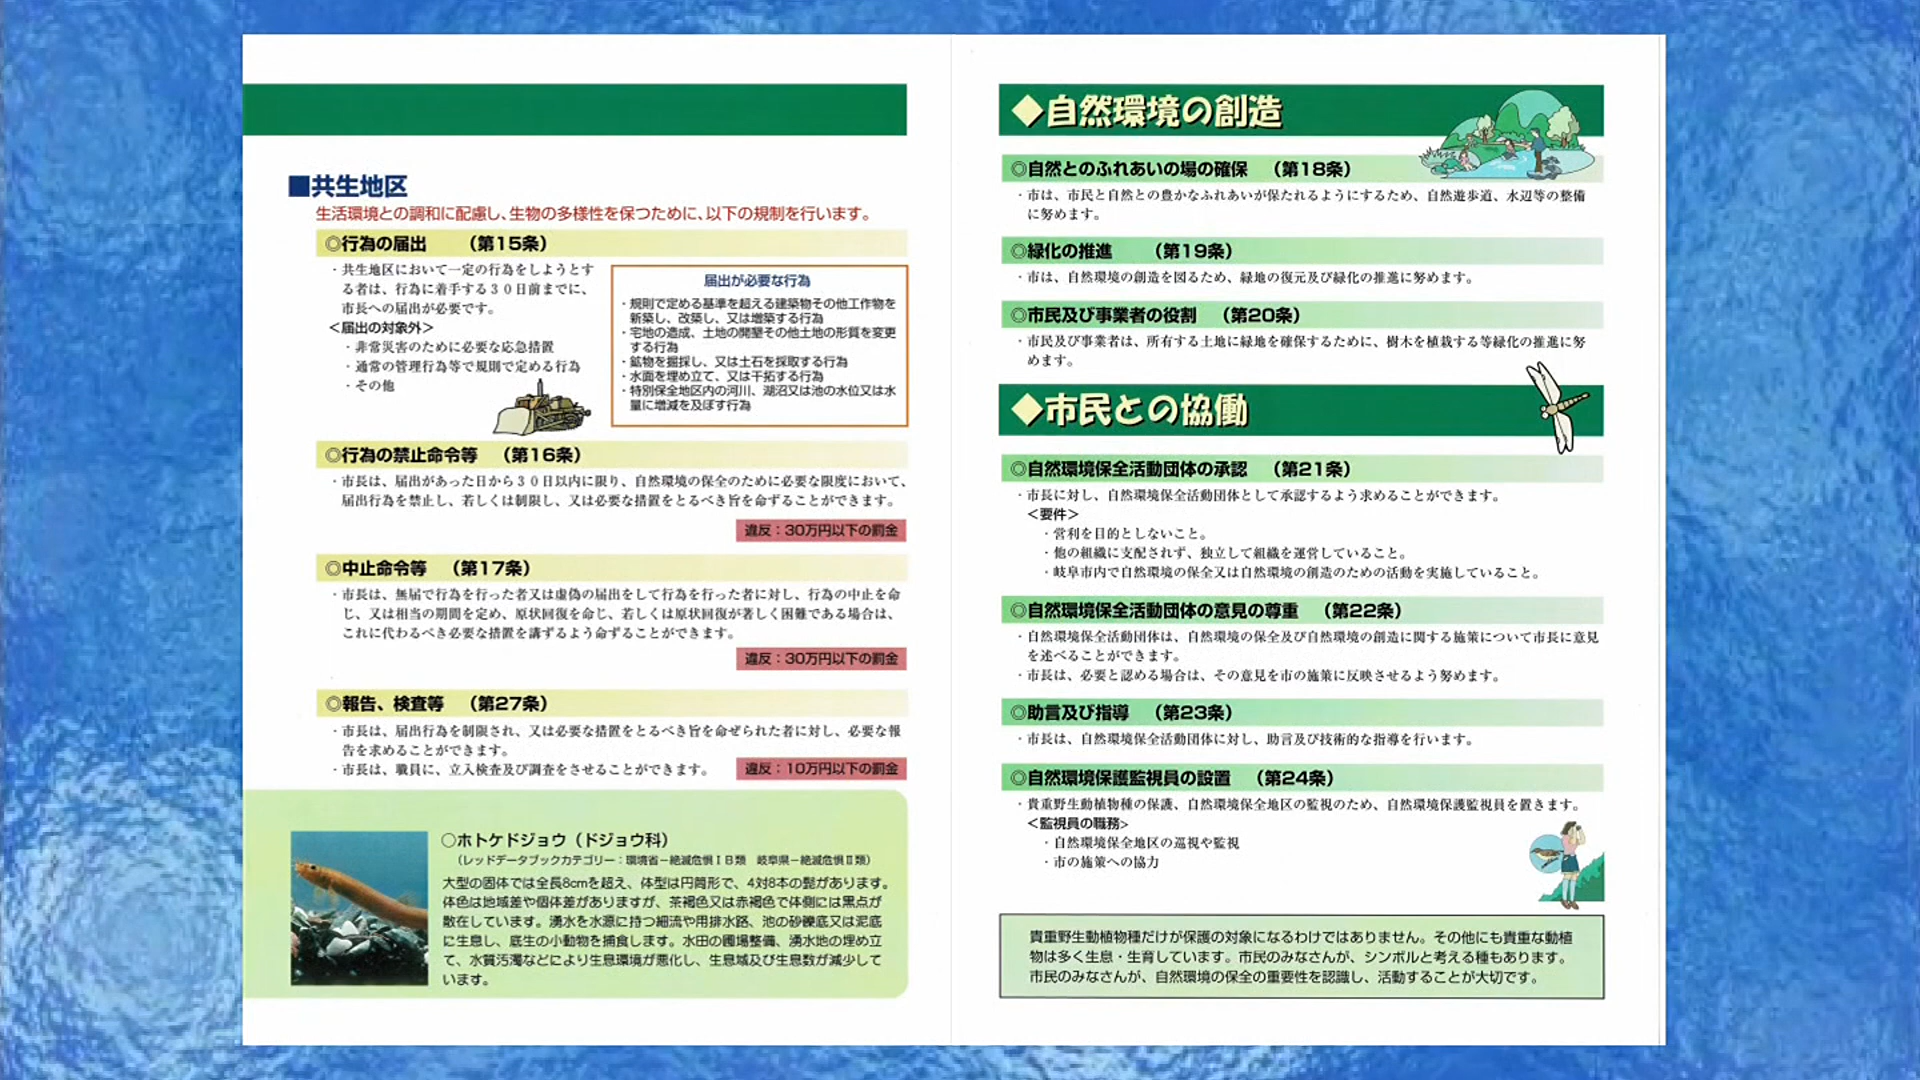 ■共生地区
生活環境との調和に配慮し、生物の多様性を保つために、以下の規制を行います。
◎行為の届出 （第15条）
・共生地区において一定の行為をしようとす
る者は、行為に着手する３０日前までに、
市長への届出が必要です。
＜届出の対象外＞
・非常災害のために必要な応急措置
・通常の管理行為等で規則で定める行為
・その他
届出が必要な行為
・規則で定める基準を超える建築物その他工作物を
新築し、改築し、又は増築する行為
・宅地の造成、土地の開墾その他土地の形質を変更
する行為
・鉱物を掘採し、又は土石を採取する行為
・水面を埋め立て、又は干拓する行為
・特別保全地区内の河川、湖沼又は池の水位又は水
量に増減を及ぼす行為
◎行為の禁止命令等 （第16条）
・市長は、届出があった日から３０日以内に限り、自然環境の保全のために必要な限度において、
届出行為を禁止し、若しくは制限し、又は必要な措置をとるべき旨を命ずることができます。
違反：30万円以下の罰金
◎中止命令等 （第17条）
・市長は、無届で行為を行った者又は虚偽の届出をして行為を行った者に対し、行為の中止を命
じ、又は相当の期間を定め、原状回復を命じ、若しくは原状回復が著しく困難である場合は、
これに代わるべき必要な措置を講ずるよう命ずることができます。
違反：30万円以下の罰金
◎報告、検査等 （第27条）
・市長は、届出行為を制限され、又は必要な措置をとるべき旨を命ぜられた者に対し、必要な報
告を求めることができます。
・市長は、職員に、立入検査及び調査をさせることができます。
違反：10万円以下の罰金
○ホトケドジョウ（ドジョウ科）
（レッドデータブックカテゴリー：環境省－絶滅危惧ⅠB類 岐阜県－絶滅危惧Ⅱ類）
大型の固体では全長8cmを超え、体型は円筒形で、4対8本の髭があります。
体色は地域差や個体差がありますが、茶褐色又は赤褐色で体側には黒点が
散在しています。湧水を水源に持つ細流や用排水路、池の砂礫底又は泥底
に生息し、底生の小動物を捕食します。水田の圃場整備、湧水地の埋め立
て、水質汚濁などにより生息環境が悪化し、生息域及び生息数が減少して
います。
◆自然環境の創造
◎自然とのふれあいの場の確保 （第18条）
・市は、市民と自然との豊かなふれあいが保たれるようにするため、自然遊歩道、水辺等の整備
に努めます。
◎緑化の推進 （第19条）
・市は、自然環境の創造を図るため、緑地の復元及び緑化の推進に努めます。
◎市民及び事業者の役割 （第20条）
・市民及び事業者は、所有する土地に緑地を確保するために、樹木を植栽する等緑化の推進に努
めます。
◆市民との協働
◎自然環境保全活動団体の承認 （第21条）
・市長に対し、自然環境保全活動団体として承認するよう求めることができます。
＜要件＞
・営利を目的としないこと。
・他の組織に支配されず、独立して組織を運営していること。
・岐阜市内で自然環境の保全又は自然環境の創造のための活動を実施していること。
◎自然環境保全活動団体の意見の尊重 （第22条）
・自然環境保全活動団体は、自然環境の保全及び自然環境の創造に関する施策について市長に意見
を述べることができます。
・市長は、必要と認める場合は、その意見を市の施策に反映させるよう努めます。
◎助言及び指導 （第23条）
・市長は、自然環境保全活動団体に対し、助言及び技術的な指導を行います。
◎自然環境保護監視員の設置 （第24条）
・貴重野生動植物種の保護、自然環境保全地区の監視のため、自然環境保護監視員を置きます。
＜監視員の職務＞
・自然環境保全地区の巡視や監視
・市の施策への協力
貴重野生動植物種だけが保護の対象になるわけではありません。その他にも貴重な動植
物は多く生息・生育しています。市民のみなさんが、シンボルと考える種もあります。
市民のみなさんが、自然環境の保全の重要性を認識し、活動することが大切です。